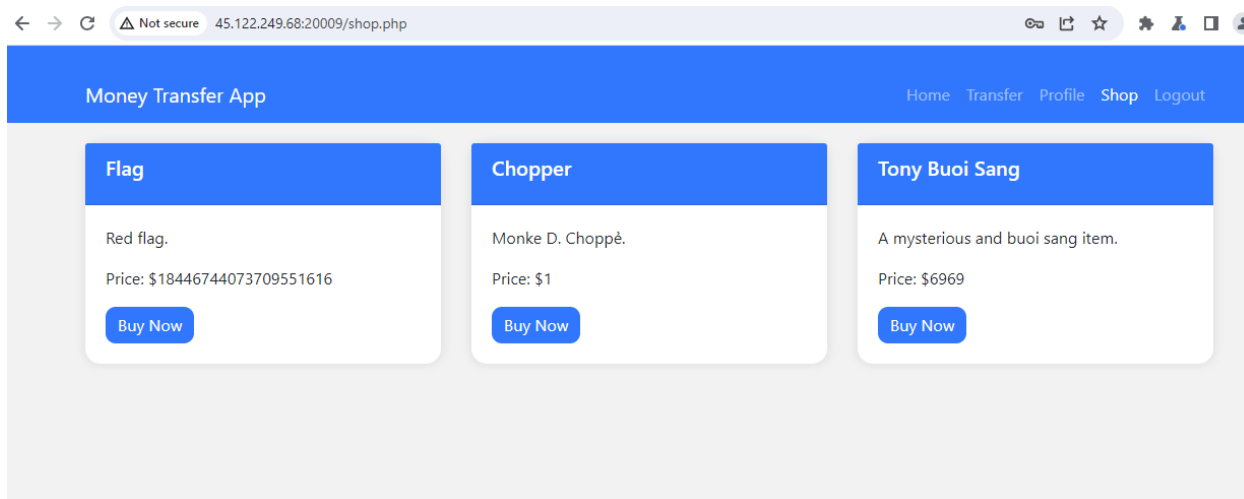 Not secure 45.122.249.68:20009/shop.php
Money Transfer App Home Transfer Profile Shop Logout
Flag Chopper Tony Buoi Sang
Red flag. Monke D. Choppẻ. A mysterious and buoi sang item.
Price: $18446744073709551616 Price: $1 Price: $6969
Buy Now Buy Now Buy Now